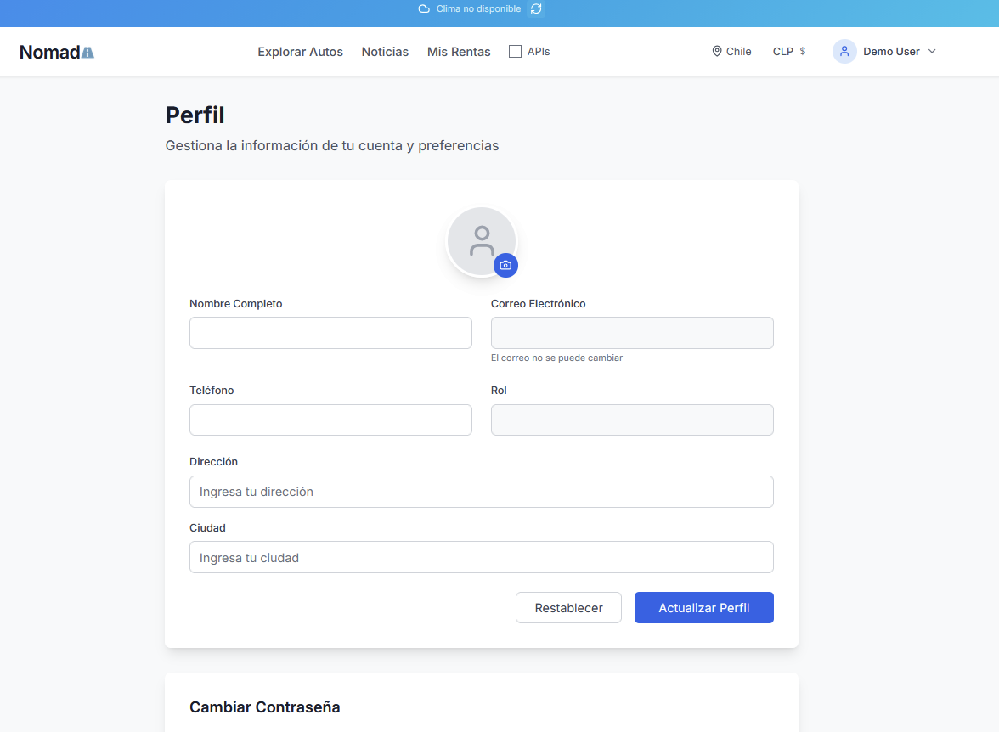 Clima no disponible
Nomad
Explorar Autos Noticias Mis Rentas APIs Chile CLP $ Demo User
Perfil
Gestiona la información de tu cuenta y preferencias
Nombre Completo Correo Electrónico
El correo no se puede cambiar
Teléfono Rol
Dirección
Ingresa tu dirección
Ciudad
Ingresa tu ciudad
Restablecer Actualizar Perfil
Cambiar Contraseña